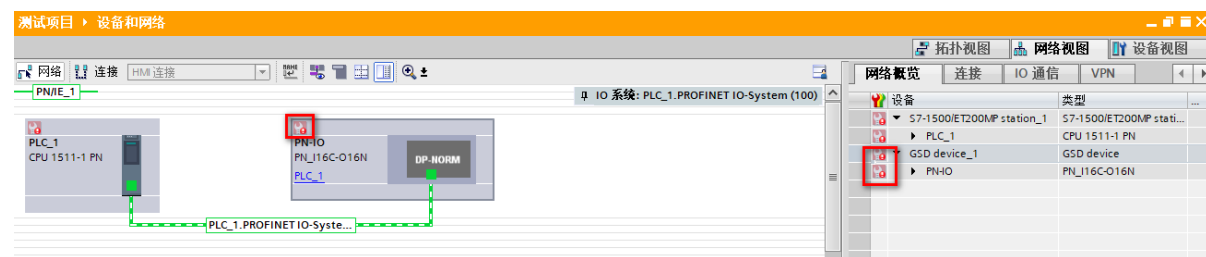 测试项目 ▸ 设备和网络
拓扑视图 网络视图 设备视图
网络 连接 HMI 连接
网络概览 连接 IO 通信 VPN
PN/IE_1
IO 系统: PLC_1.PROFINET IO-System (100)
设备 类型 ...
S7-1500/ET200MP station_1 S7-1500/ET200MP stati...
PLC_1 CPU 1511-1 PN
GSD device_1 GSD device
PN-IO PN_I16C-O16N
PLC_1
CPU 1511-1 PN
PN-IO
PN_I16C-O16N
DP-NORM
PLC_1
PLC_1.PROFINET IO-Syste...